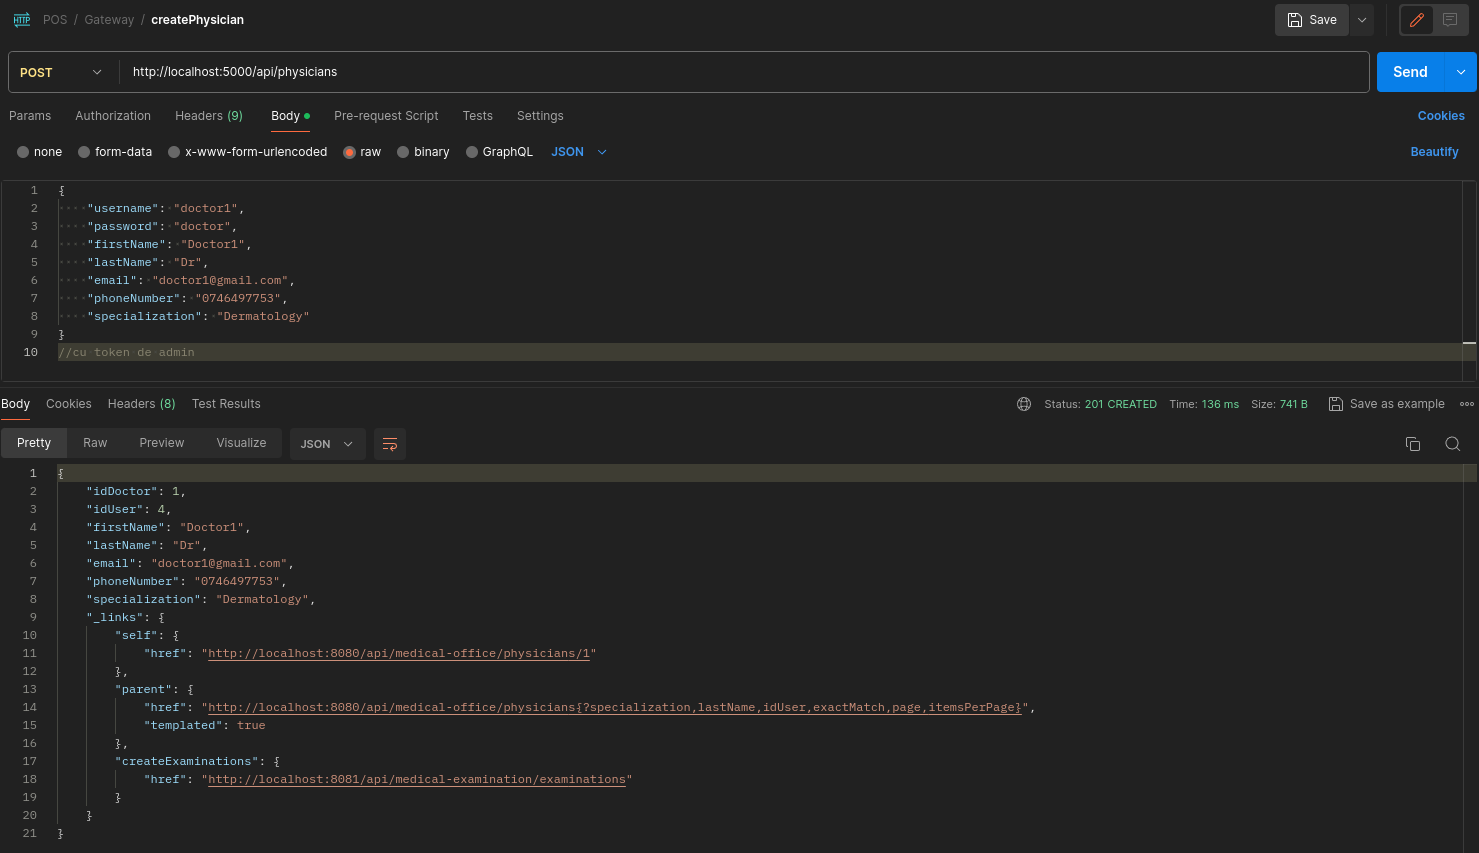 HTTP POS / Gateway / createPhysician Save
POST http://localhost:5000/api/physicians Send
Params Authorization Headers (9) Body Pre-request Script Tests Settings Cookies
none form-data x-www-form-urlencoded raw binary GraphQL JSON Beautify
1 {
2 "username": "doctor1",
3 "password": "doctor",
4 "firstName": "Doctor1",
5 "lastName": "Dr",
6 "email": "doctor1@gmail.com",
7 "phoneNumber": "0746497753",
8 "specialization": "Dermatology"
9 }
10 //cu token de admin
Body Cookies Headers (8) Test Results Status: 201 CREATED Time: 136 ms Size: 741 B Save as example
Pretty Raw Preview Visualize JSON
1 {
2 "idDoctor": 1,
3 "idUser": 4,
4 "firstName": "Doctor1",
5 "lastName": "Dr",
6 "email": "doctor1@gmail.com",
7 "phoneNumber": "0746497753",
8 "specialization": "Dermatology",
9 "_links": {
10 "self": {
11 "href": "http://localhost:8080/api/medical-office/physicians/1"
12 },
13 "parent": {
14 "href": "http://localhost:8080/api/medical-office/physicians{?specialization,lastName,idUser,exactMatch,page,itemsPerPage}",
15 "templated": true
16 },
17 "createExaminations": {
18 "href": "http://localhost:8081/api/medical-examination/examinations"
19 }
20 }
21 }